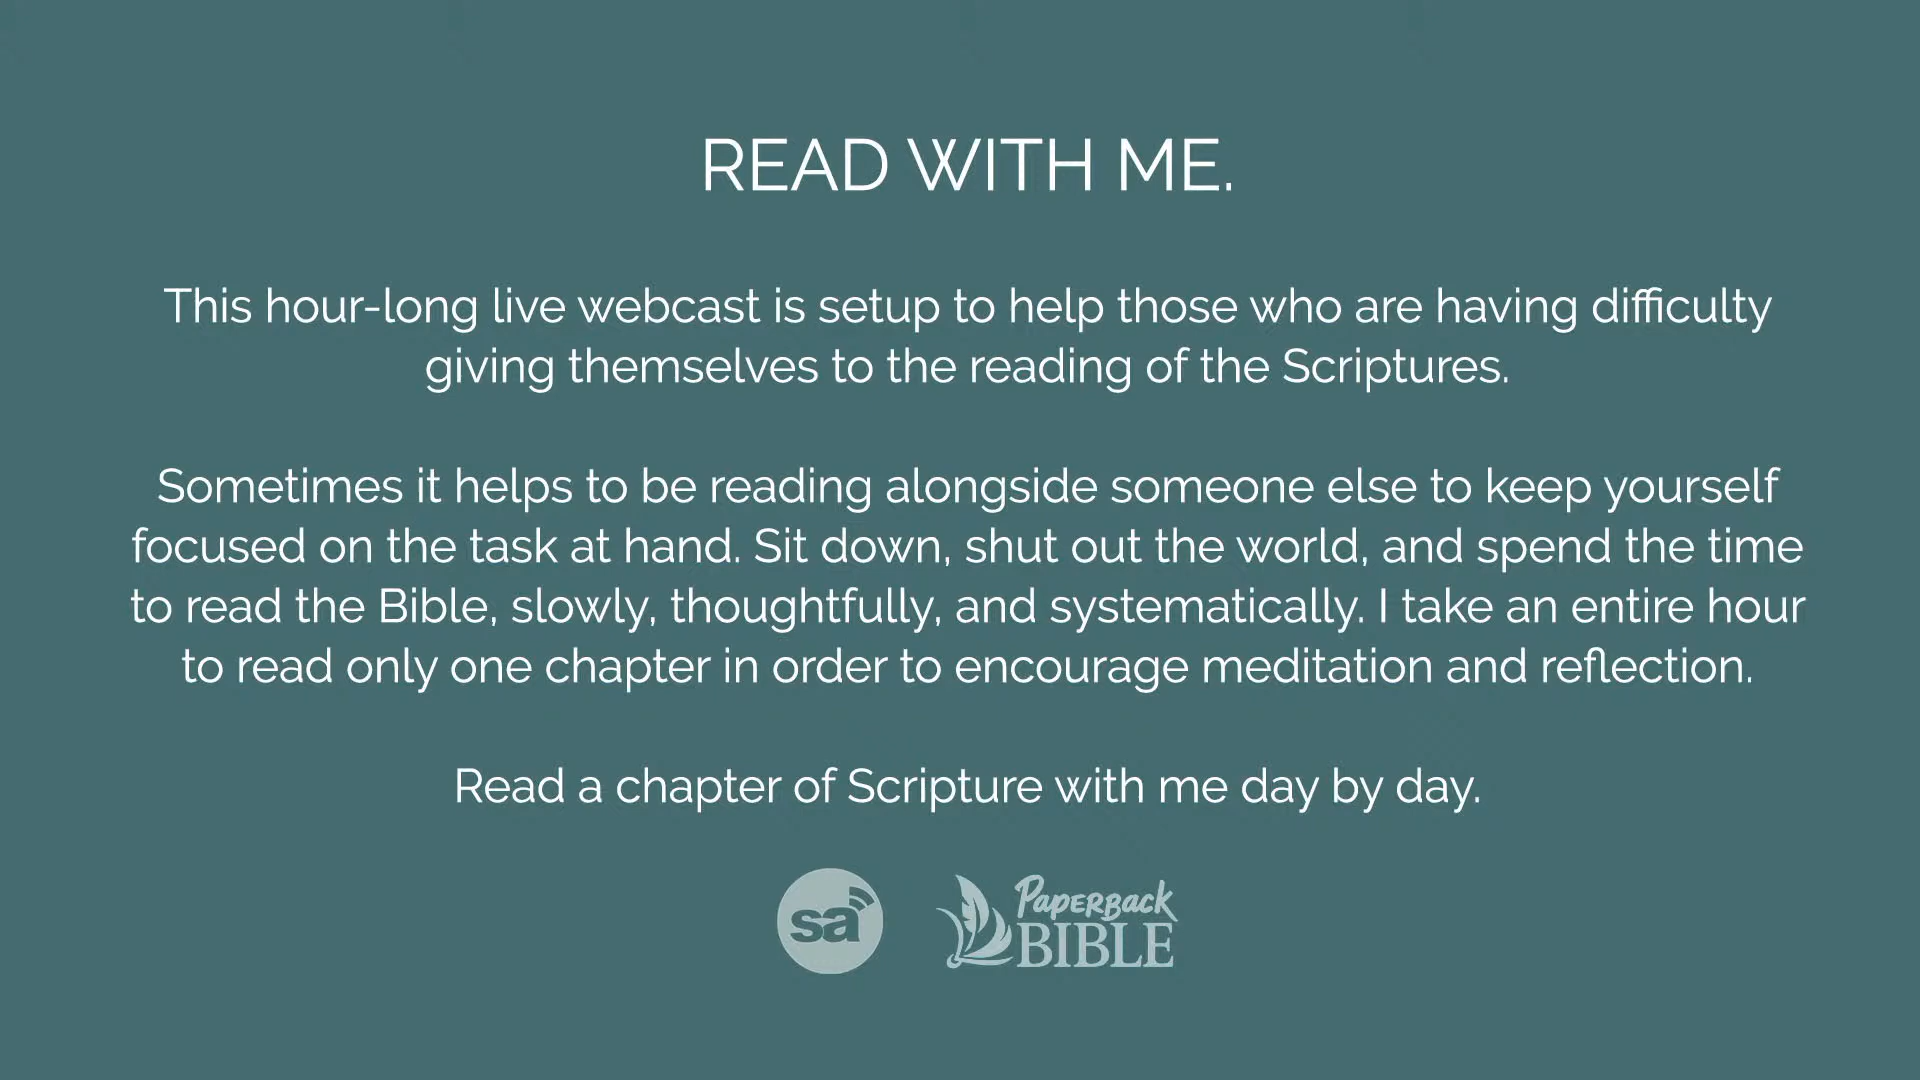 READ WITH ME.
This hour-long live webcast is setup to help those who are having difficulty
giving themselves to the reading of the Scriptures.
Sometimes it helps to be reading alongside someone else to keep yourself
focused on the task at hand. Sit down, shut out the world, and spend the time
to read the Bible, slowly, thoughtfully, and systematically. I take an entire hour
to read only one chapter in order to encourage meditation and reflection.
Read a chapter of Scripture with me day by day.
sa
PAPERBACK
BIBLE